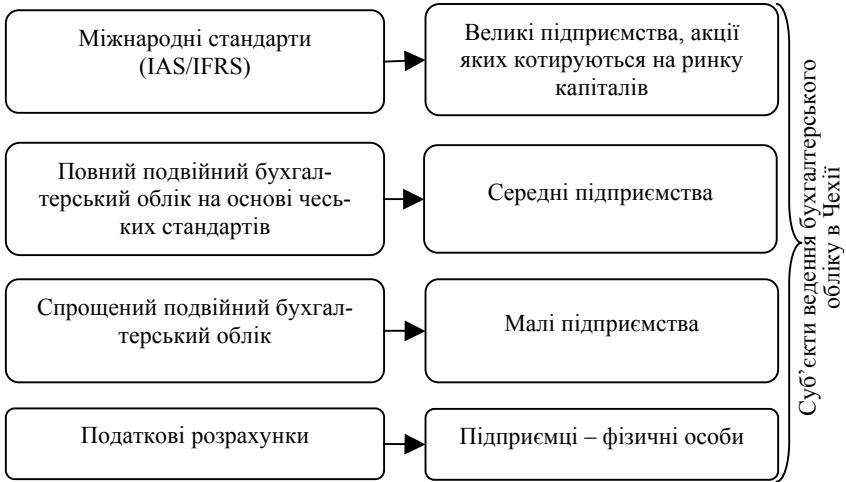 Міжнародні стандарти
(IAS/IFRS)
Великі підприємства, акції
яких котируються на ринку
капіталів
Повний подвійний бухгал-
терський облік на основі чесь-
ких стандартів
Середні підприємства
Спрощений подвійний бухгал-
терський облік
Малі підприємства
Податкові розрахунки
Підприємці – фізичні особи
Суб’єкти ведення бухгалтерського
обліку в Чехії